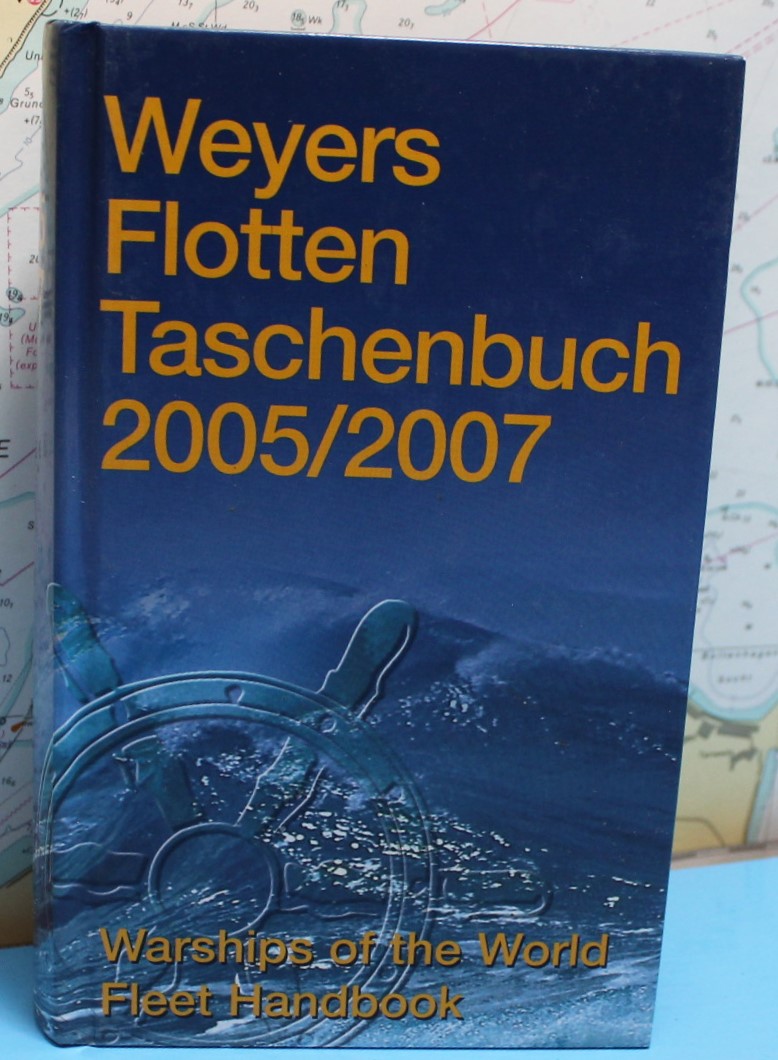 Weyers
Flotten
Taschenbuch
2005/2007
Warships of the World
Fleet Handbook